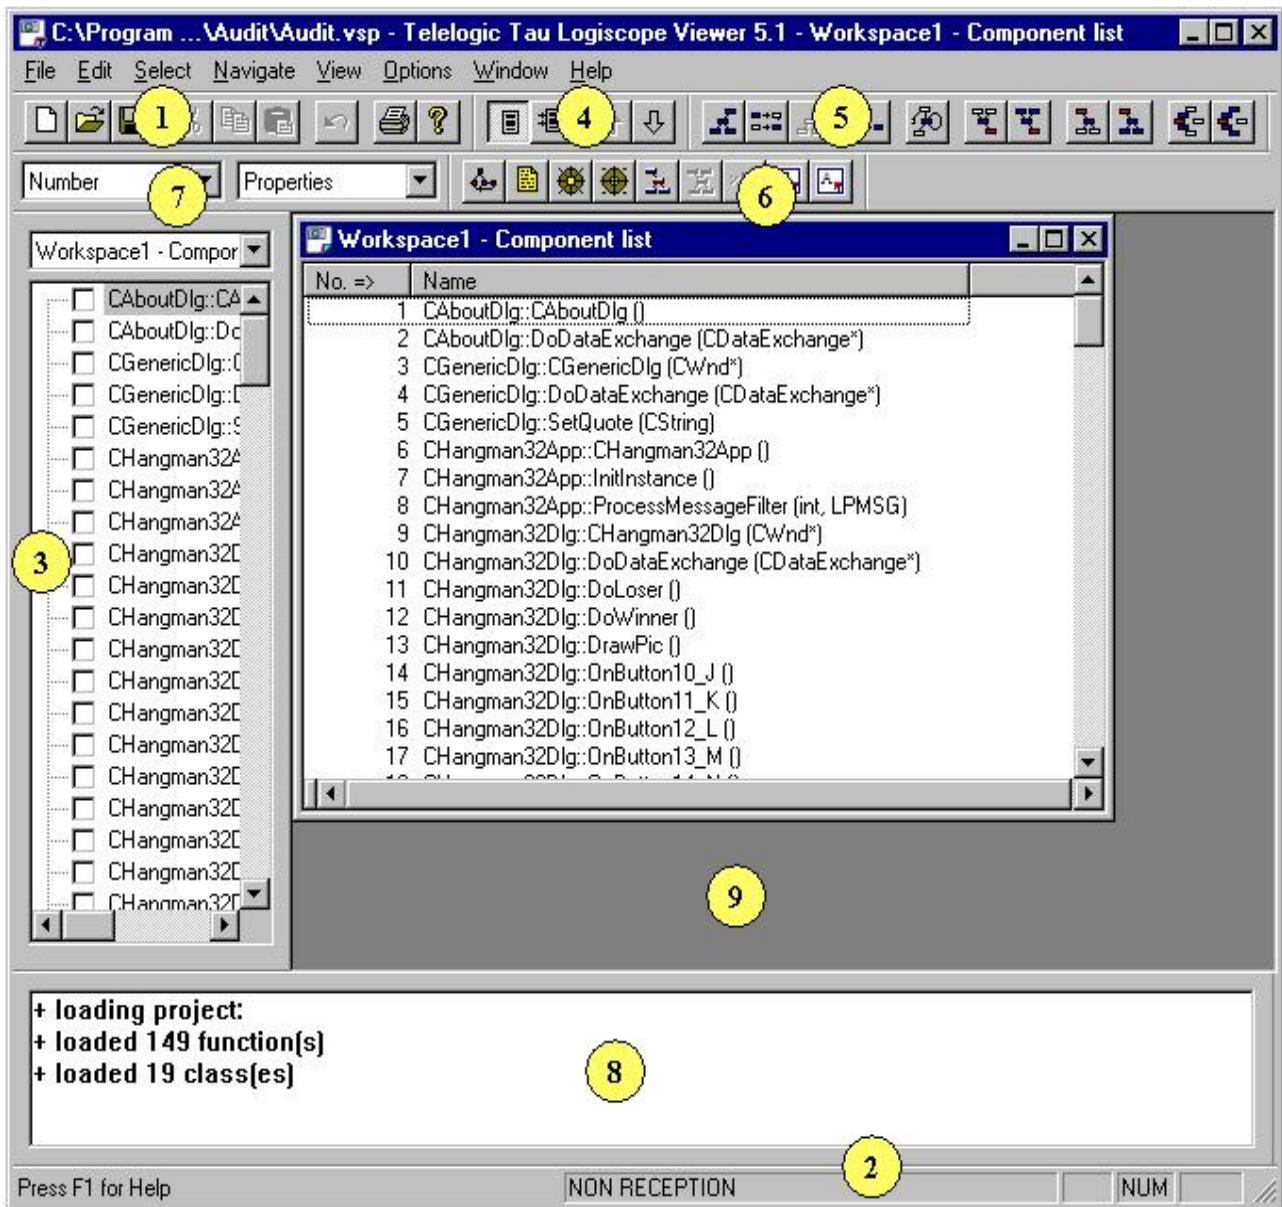 C:\Program ...\Audit\Audit.vsp - Telelogic Tau Logiscope Viewer 5.1 - Workspace1 - Component list
File Edit Select Navigate View Options Window Help
1 4 5
Number 7 Properties 6
Workspace1 - Compor
CAboutDlg::CA
CAboutDlg::Dc
CGenericDlg::C
CGenericDlg::D
CGenericDlg::S
CHangman32A
CHangman32A
CHangman32A
CHangman32D
CHangman32D
CHangman32D
CHangman32D
CHangman32D
CHangman32D
CHangman32D
CHangman32D
CHangman32D
CHangman32D
CHangman32D
CHangman32D
3
Workspace1 - Component list
No. => Name
1 CAboutDlg::CAboutDlg ()
2 CAboutDlg::DoDataExchange (CDataExchange*)
3 CGenericDlg::CGenericDlg (CWnd*)
4 CGenericDlg::DoDataExchange (CDataExchange*)
5 CGenericDlg::SetQuote (CString)
6 CHangman32App::CHangman32App ()
7 CHangman32App::InitInstance ()
8 CHangman32App::ProcessMessageFilter (int, LPMSG)
9 CHangman32Dlg::CHangman32Dlg (CWnd*)
10 CHangman32Dlg::DoDataExchange (CDataExchange*)
11 CHangman32Dlg::DoLoser ()
12 CHangman32Dlg::DoWinner ()
13 CHangman32Dlg::DrawPic ()
14 CHangman32Dlg::OnButton10_J ()
15 CHangman32Dlg::OnButton11_K ()
16 CHangman32Dlg::OnButton12_L ()
17 CHangman32Dlg::OnButton13_M ()
9
+ loading project:
+ loaded 149 function(s)
+ loaded 19 class(es)
8
2
Press F1 for Help NON RECEPTION NUM